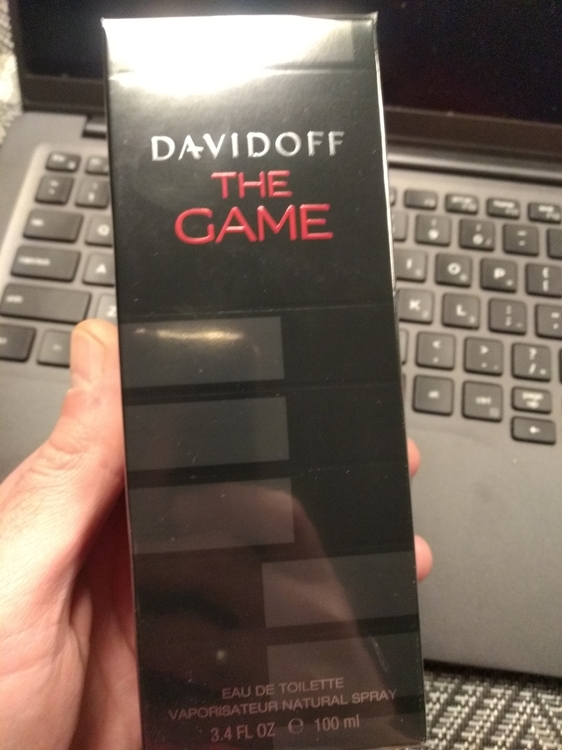 DAVIDOFF
THE
GAME
EAU DE TOILETTE
VAPORISATEUR NATURAL SPRAY
3.4 FL OZ ℮ 100 ml